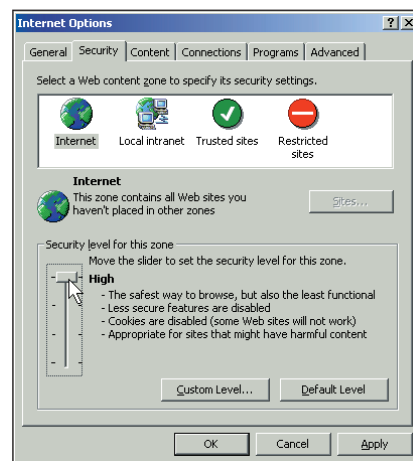 Internet Options
General Security Content Connections Programs Advanced
Select a Web content zone to specify its security settings.
Internet Local intranet Trusted sites Restricted sites
Internet
This zone contains all Web sites you
haven't placed in other zones
Sites...
Security level for this zone
Move the slider to set the security level for this zone.
High
- The safest way to browse, but also the least functional
- Less secure features are disabled
- Cookies are disabled (some Web sites will not work)
- Appropriate for sites that might have harmful content
Custom Level... Default Level
OK Cancel Apply